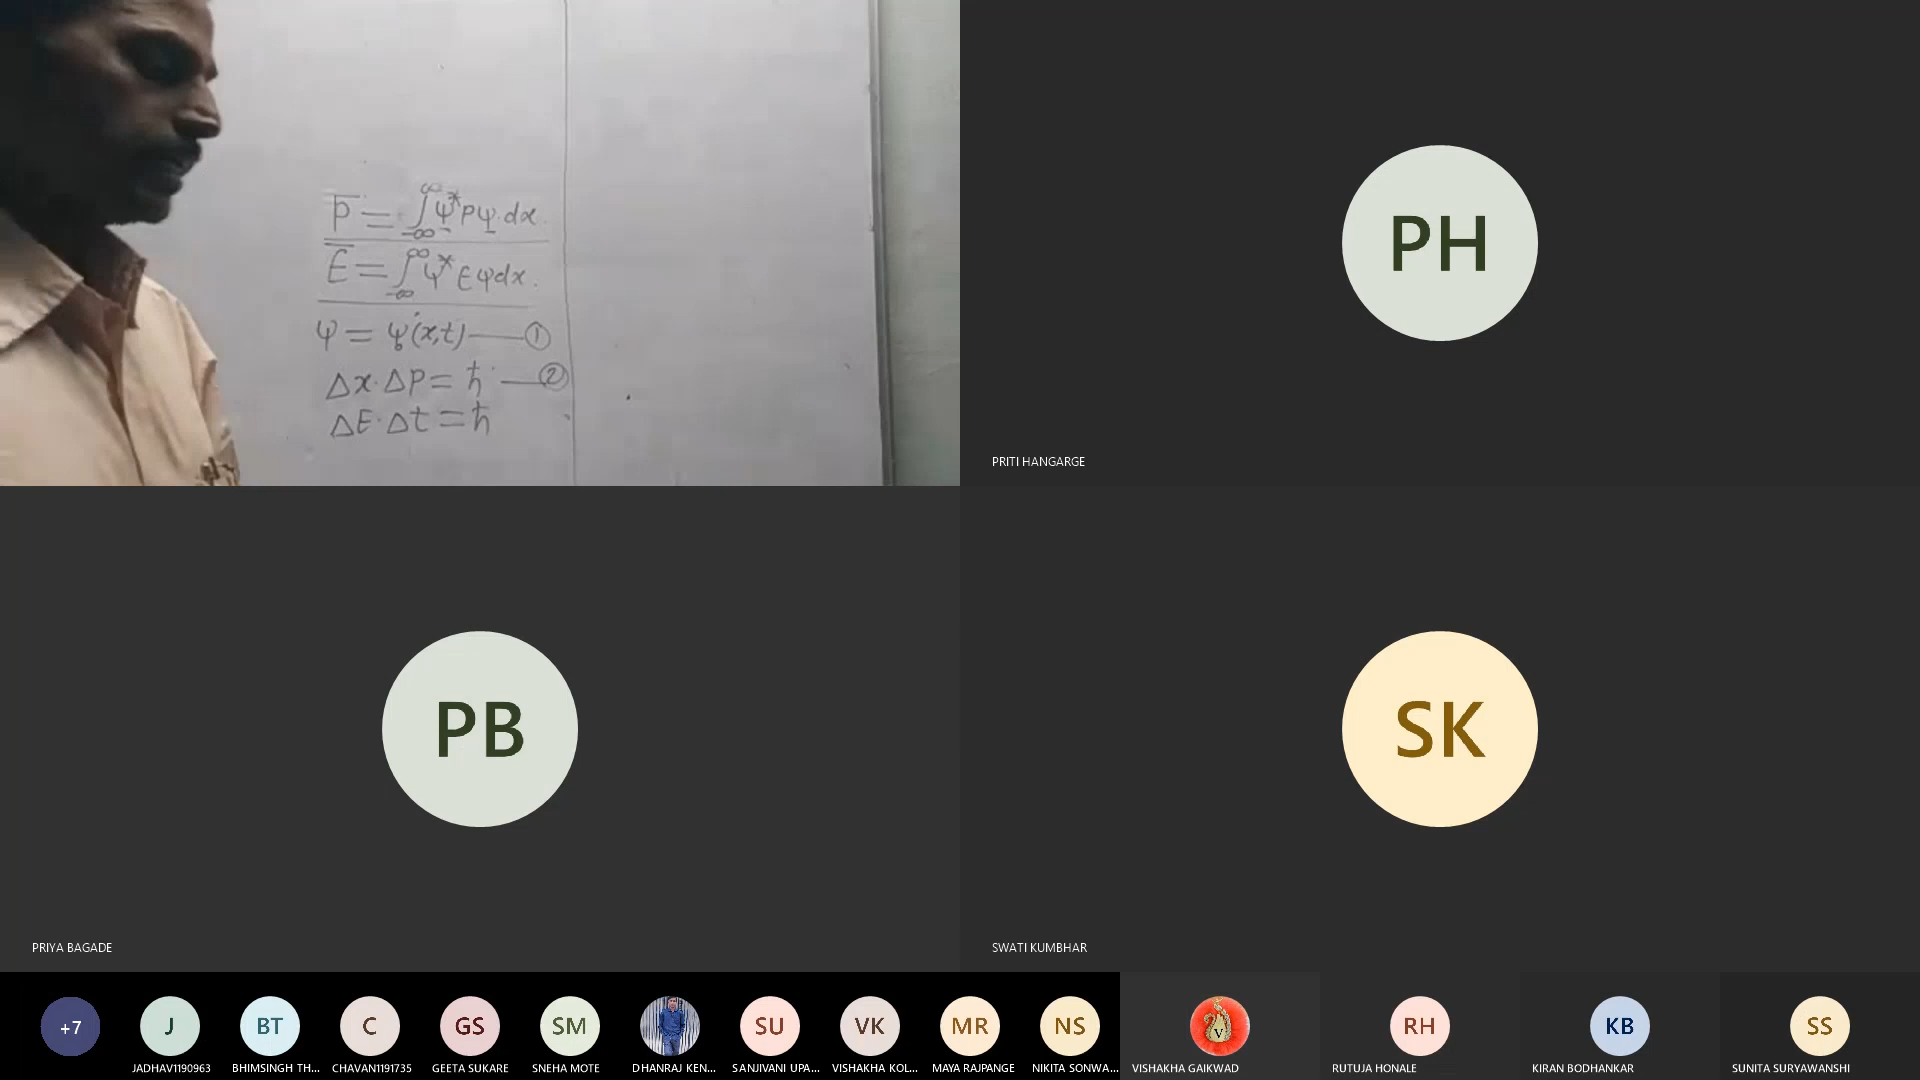 p̅ = ∫_{-∞}^{∞} ψ* p ψ dx.
E̅ = ∫_{-∞}^{∞} ψ* E ψ dx.
ψ = ψ(x,t) — ①
Δx·Δp = ℏ — ②
ΔE·Δt = ℏ
PH
PRITI HANGARGE
PB
PRIYA BAGADE
SK
SWATI KUMBHAR
+7
J
BT
C
GS
SM
SU
VK
MR
NS
V
RH
KB
SS
JADHAV1190963
BHIMSINGH TH...
CHAVAN1191735
GEETA SUKARE
SNEHA MOTE
DHANRAJ KEN...
SANJIVANI UPA...
VISHAKHA KOL...
MAYA RAJPANGE
NIKITA SONWA...
VISHAKHA GAIKWAD
RUTUJA HONALE
KIRAN BODHANKAR
SUNITA SURYAWANSHI